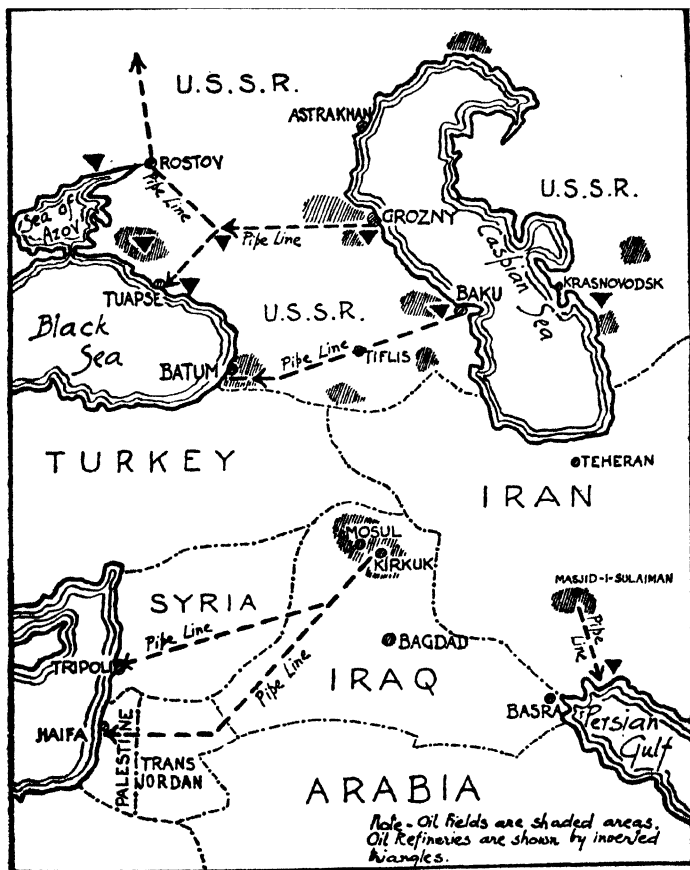 U.S.S.R.
ASTRAKHAN
ROSTOV
Pipe Line
Sea of
Azov
U.S.S.R.
GROZNY
Pipe Line
Caspian
Sea
TUAPSE
KRASNOVODSK
BAKU
U.S.S.R.
Black
Sea
Pipe Line
TIFLIS
BATUM
TURKEY
TEHERAN
IRAN
MOSUL
KIRKUK
MASJID-I-SULAIMAN
SYRIA
Pipe Line
Pipe
Line
BAGDAD
TRIPOLI
Pipe Line
IRAQ
BASRA
Persian
Gulf
HAIFA
PALESTINE
TRANS
JORDAN
ARABIA
Note - Oil Fields are shaded areas.
Oil Refineries are shown by inverted
triangles.